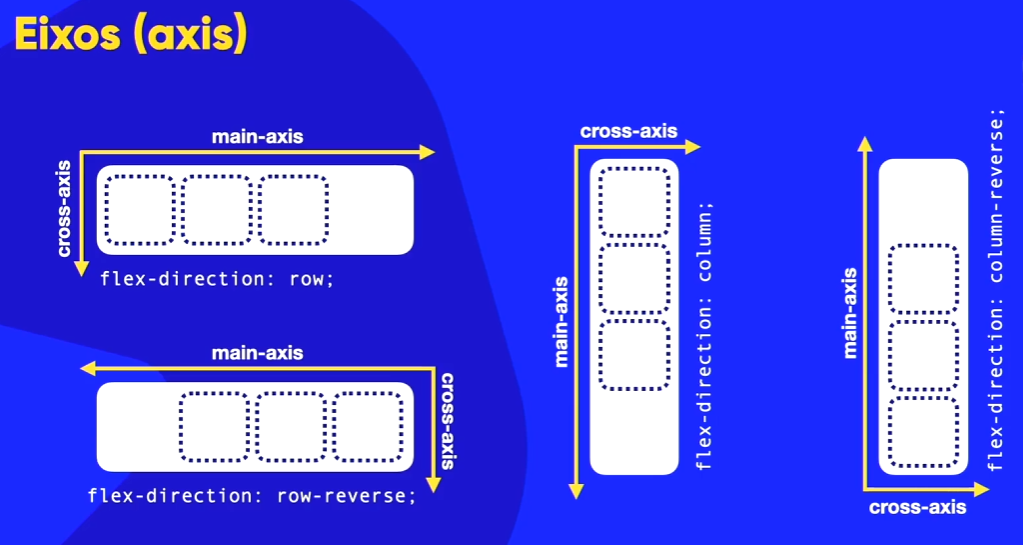 Eixos (axis)
main-axis
cross-axis
flex-direction: row;
main-axis
cross-axis
flex-direction: row-reverse;
cross-axis
main-axis
flex-direction: column;
main-axis
flex-direction: column-reverse;
cross-axis